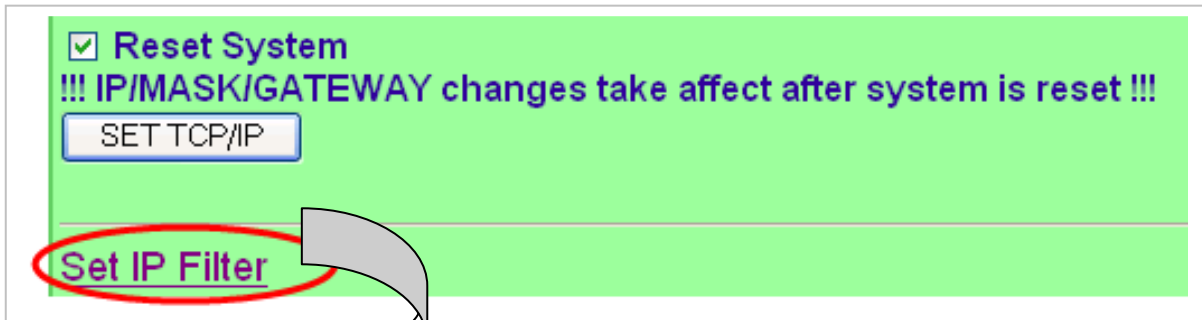 Reset System
!!! IP/MASK/GATEWAY changes take affect after system is reset !!!
SET TCP/IP
Set IP Filter